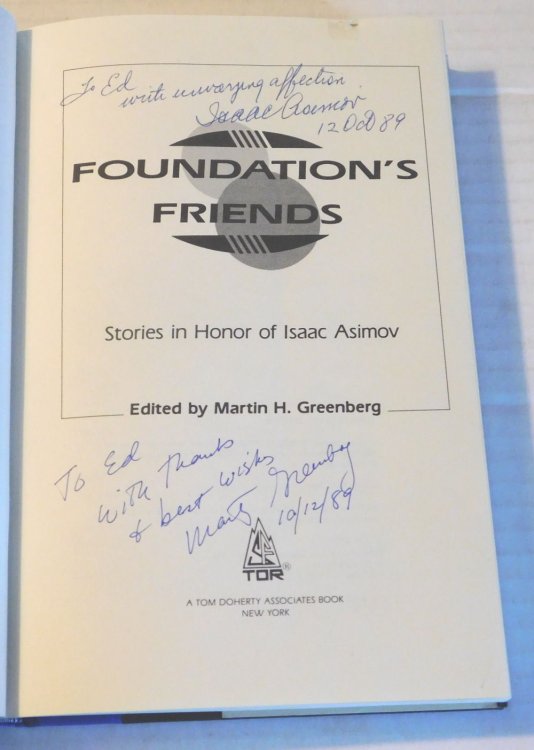 To Ed
with unvarying affection
Isaac Asimov
12 Oct 89
FOUNDATION'S
FRIENDS
Stories in Honor of Isaac Asimov
Edited by Martin H. Greenberg
To Ed
With thanks
& best wishes
Marty Greenberg
10/12/89
SF
TOR®
A TOM DOHERTY ASSOCIATES BOOK
NEW YORK